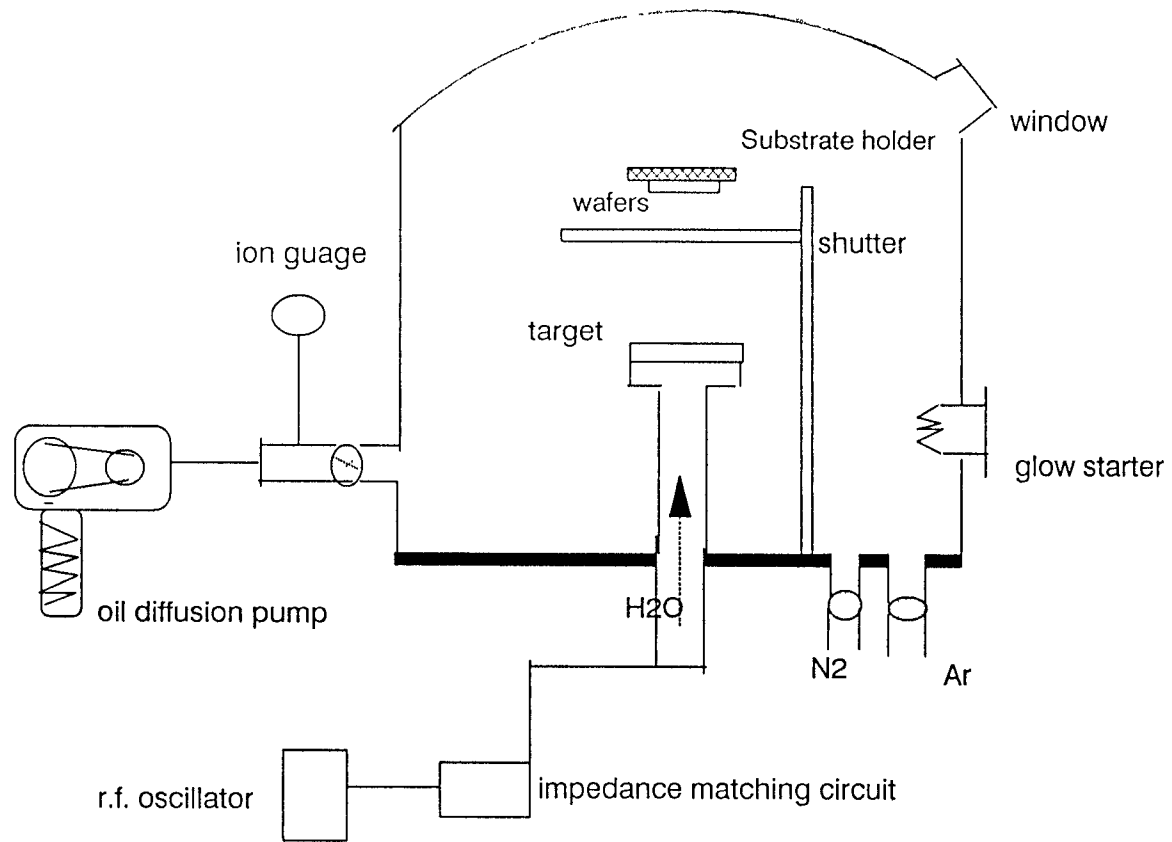 window
Substrate holder
wafers
shutter
ion guage
target
glow starter
oil diffusion pump
H2O
N2
Ar
r.f. oscillator
impedance matching circuit